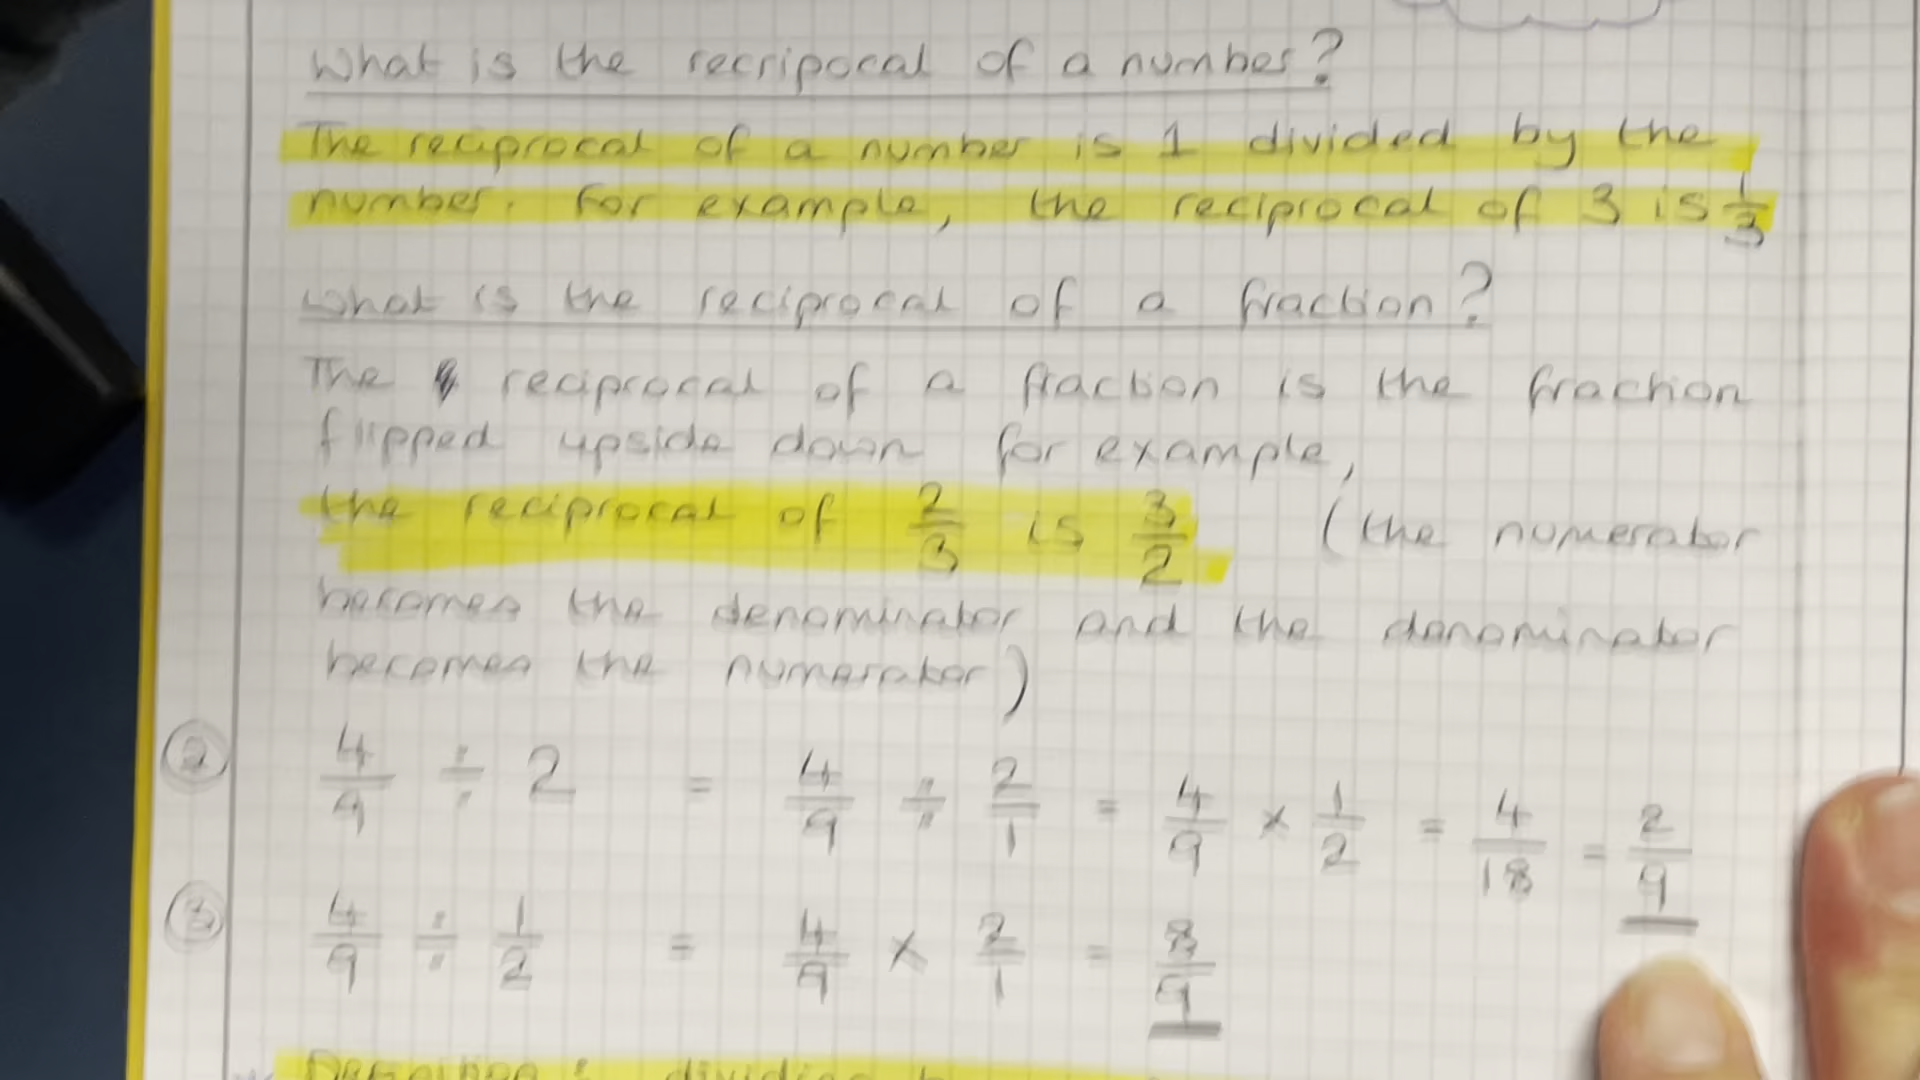 What is the recripocal of a number?
The reciprocal of a number is 1 divided by the
number. For example, the reciprocal of 3 is 1/3
What is the reciprocal of a fraction?
The reciprocal of a fraction is the fraction
flipped upside down for example,
the reciprocal of 2/3 is 3/2 (the numerator
becomes the denominator and the denominator
becomes the numerator)
② 4/9 ÷ 2 = 4/9 ÷ 2/1 = 4/9 × 1/2 = 4/18 = 2/9
③ 4/9 ÷ 1/2 = 4/9 × 2/1 = 8/9
dividing